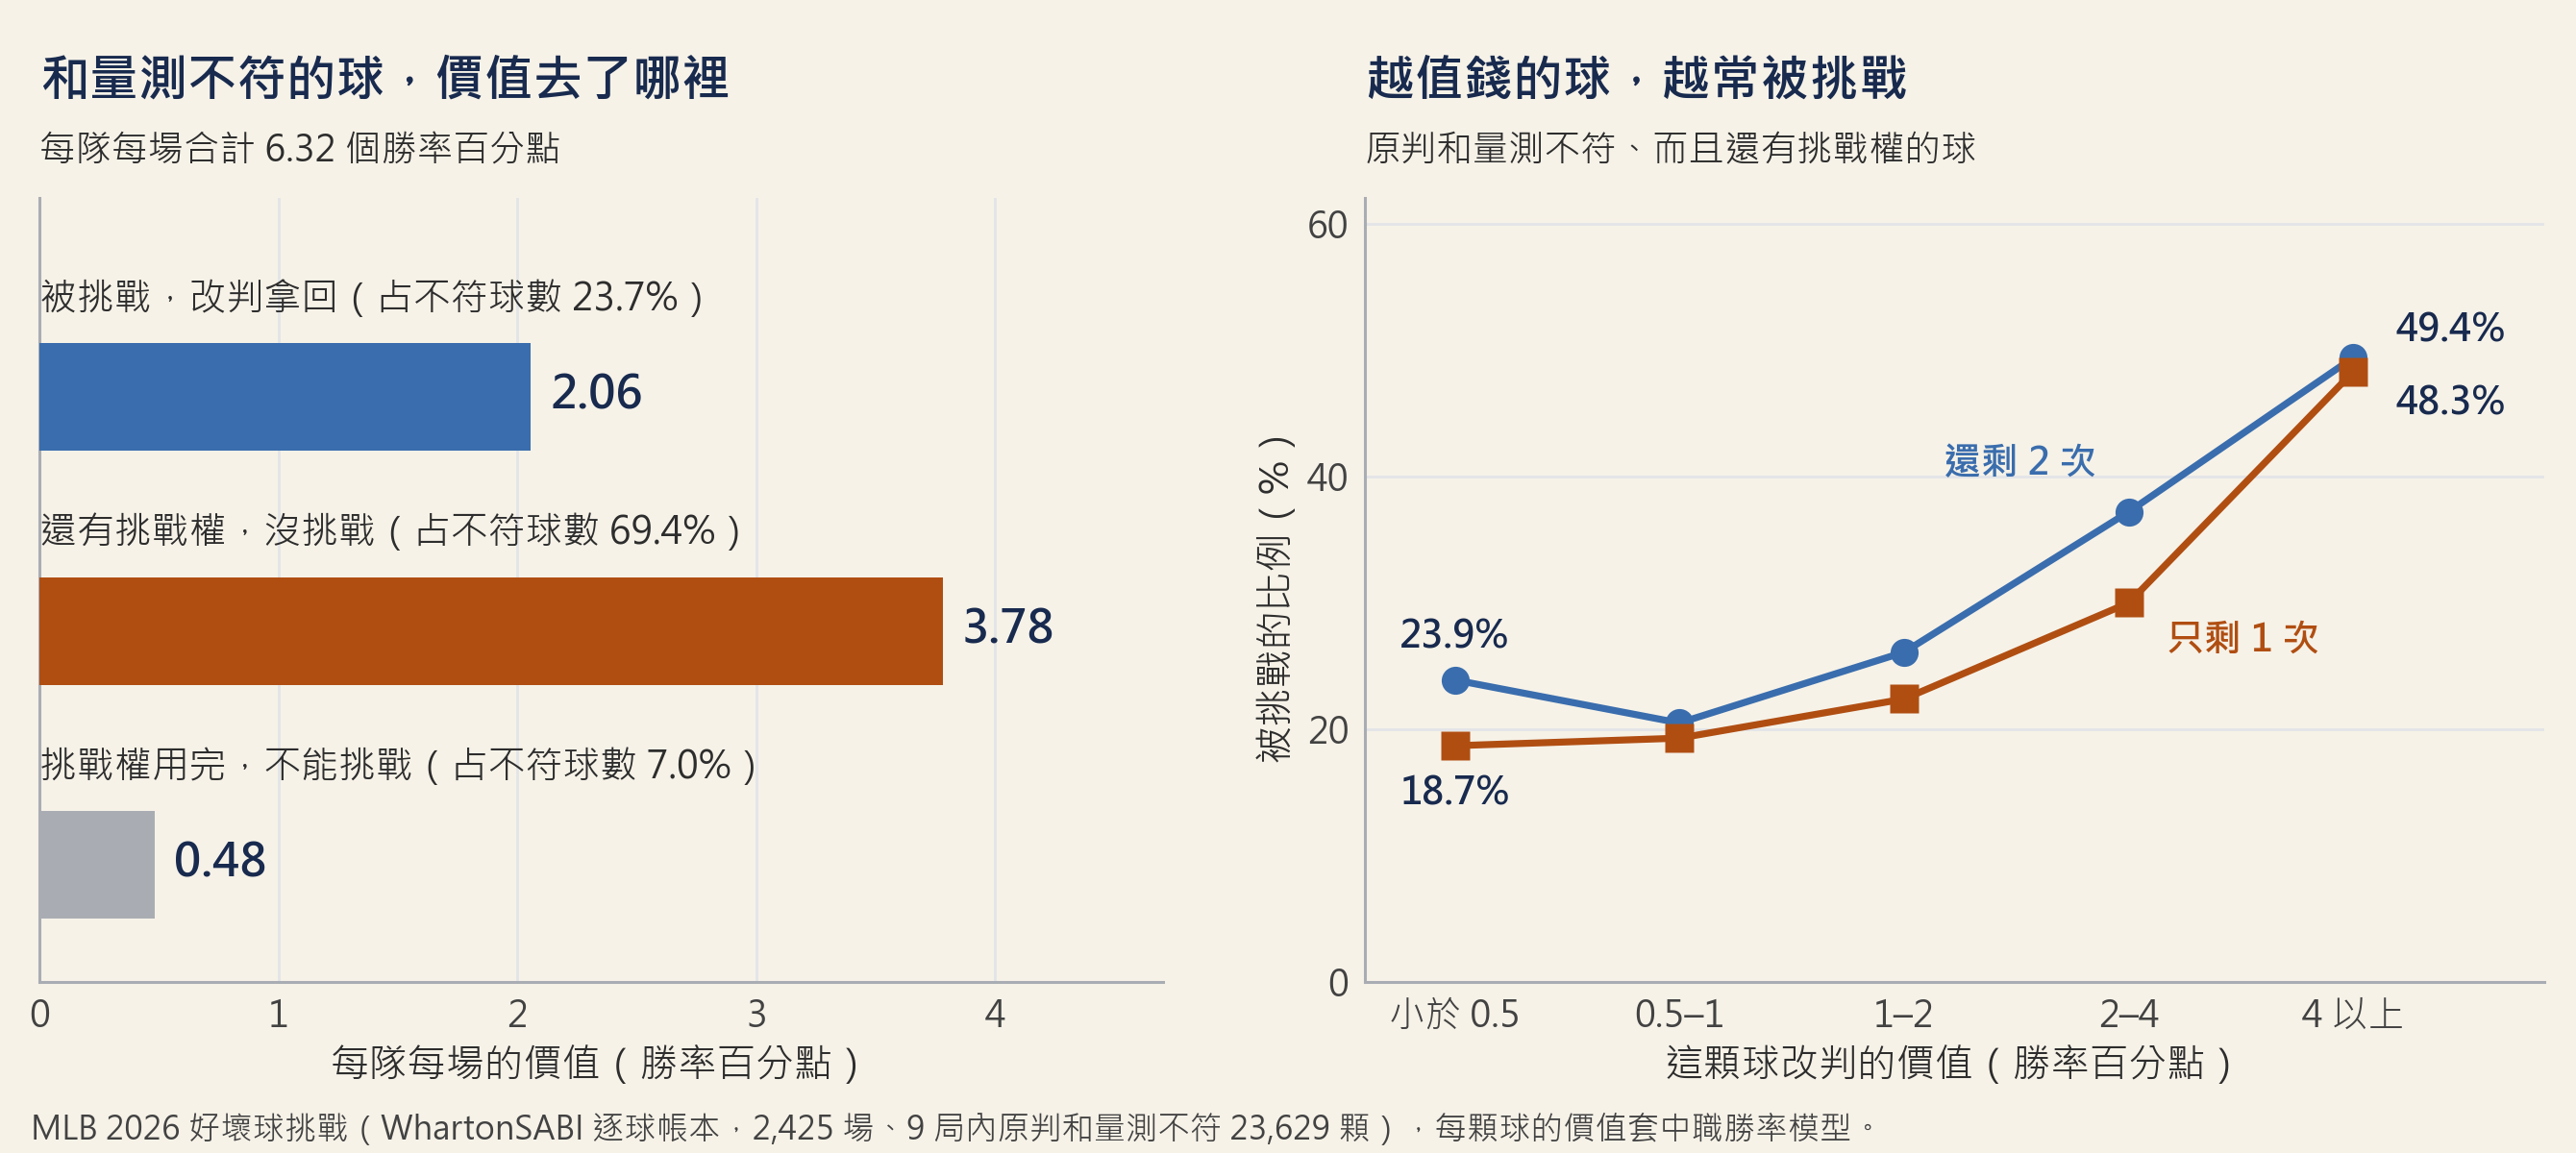 和量測不符的球，價值去了哪裡
每隊每場合計 6.32 個勝率百分點
被挑戰，改判拿回（占不符球數 23.7%）
2.06
還有挑戰權，沒挑戰（占不符球數 69.4%）
3.78
挑戰權用完，不能挑戰（占不符球數 7.0%）
0.48
0 1 2 3 4
每隊每場的價值（勝率百分點）
越值錢的球，越常被挑戰
原判和量測不符、而且還有挑戰權的球
被挑戰的比例（%）
60
40
20
0
49.4%
48.3%
還剩 2 次
只剩 1 次
23.9%
18.7%
小於 0.5 0.5–1 1–2 2–4 4 以上
這顆球改判的價值（勝率百分點）
MLB 2026 好壞球挑戰（WhartonSABI 逐球帳本，2,425 場、9 局內原判和量測不符 23,629 顆），每顆球的價值套中職勝率模型。